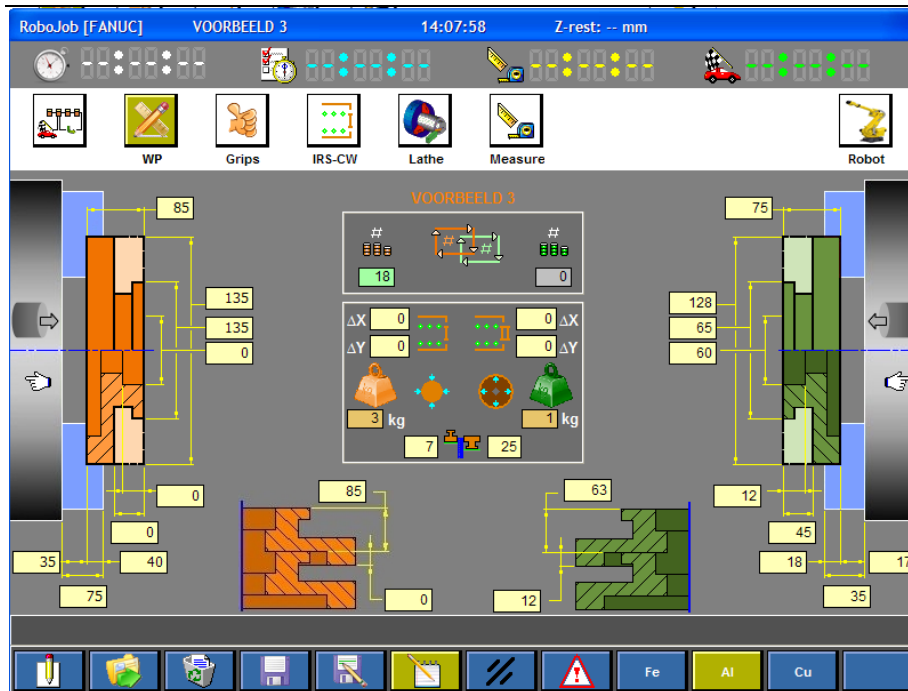 RoboJob [FANUC] VOORBEELD 3 14:07:58 Z-rest: -- mm
WP Grips IRS-CW Lathe Measure Robot
VOORBEELD 3
85 75
# # # #
18 0
135 128
135 65
0 60
ΔX 0 0 ΔX
ΔY 0 0 ΔY
3 kg 1 kg
7 25
0 85 63 12
0 45
35 40 18 17
75 0 12 35
Fe Al Cu